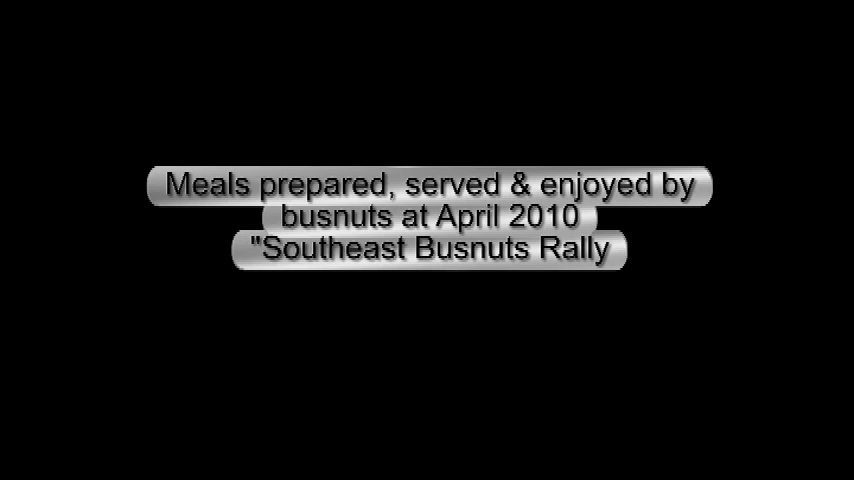 Meals prepared, served & enjoyed by
busnuts at April 2010
"Southeast Busnuts Rally